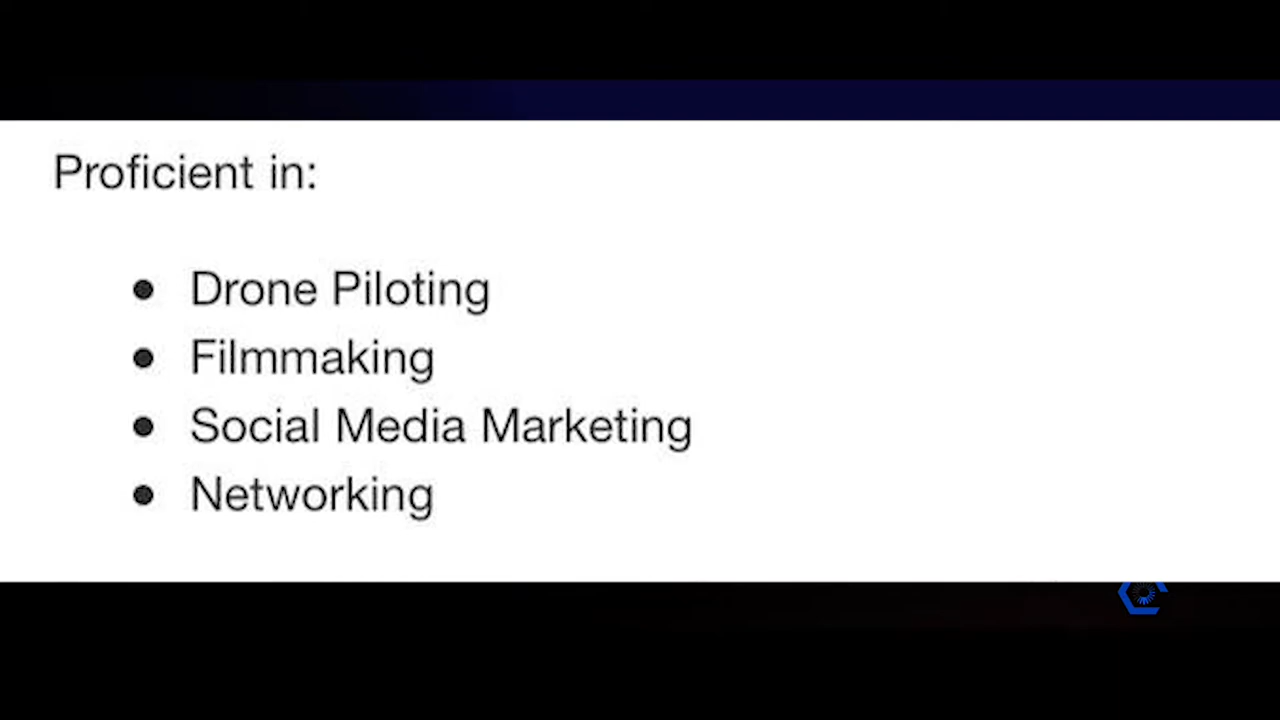 Proficient in:
● Drone Piloting
● Filmmaking
● Social Media Marketing
● Networking